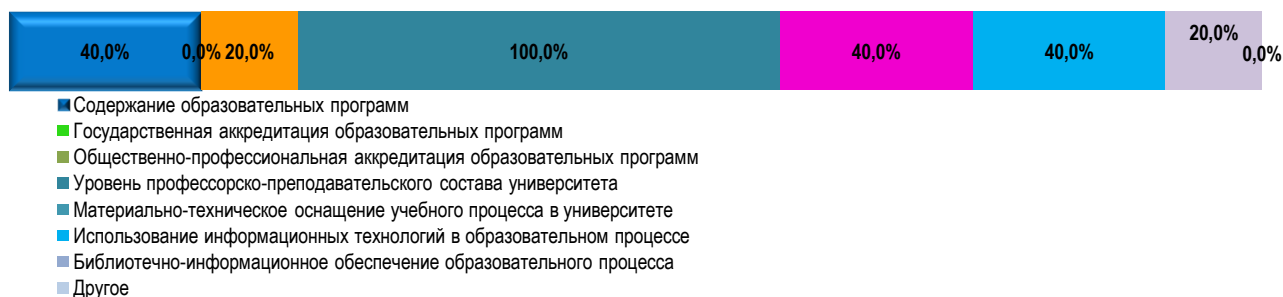 40,0% 0,0% 20,0% 100,0% 40,0% 40,0% 20,0% 0,0%
Содержание образовательных программ
Государственная аккредитация образовательных программ
Общественно-профессиональная аккредитация образовательных программ
Уровень профессорско-преподавательского состава университета
Материально-техническое оснащение учебного процесса в университете
Использование информационных технологий в образовательном процессе
Библиотечно-информационное обеспечение образовательного процесса
Другое